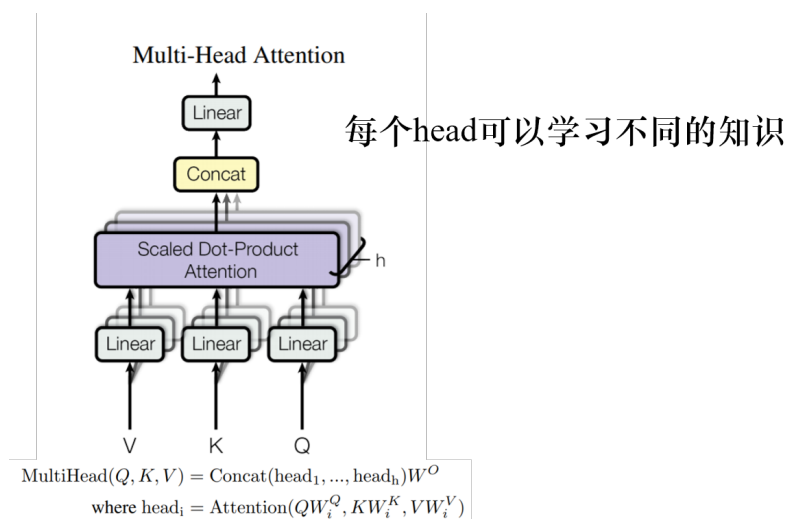 Multi-Head Attention
Linear
每个head可以学习不同的知识
Concat
Scaled Dot-Product
Attention
h
Linear Linear Linear
V K Q
MultiHead(Q, K, V) = Concat(head₁, ..., headₕ)W^O
where headᵢ = Attention(QWᵢ^Q, KWᵢ^K, VWᵢ^V)